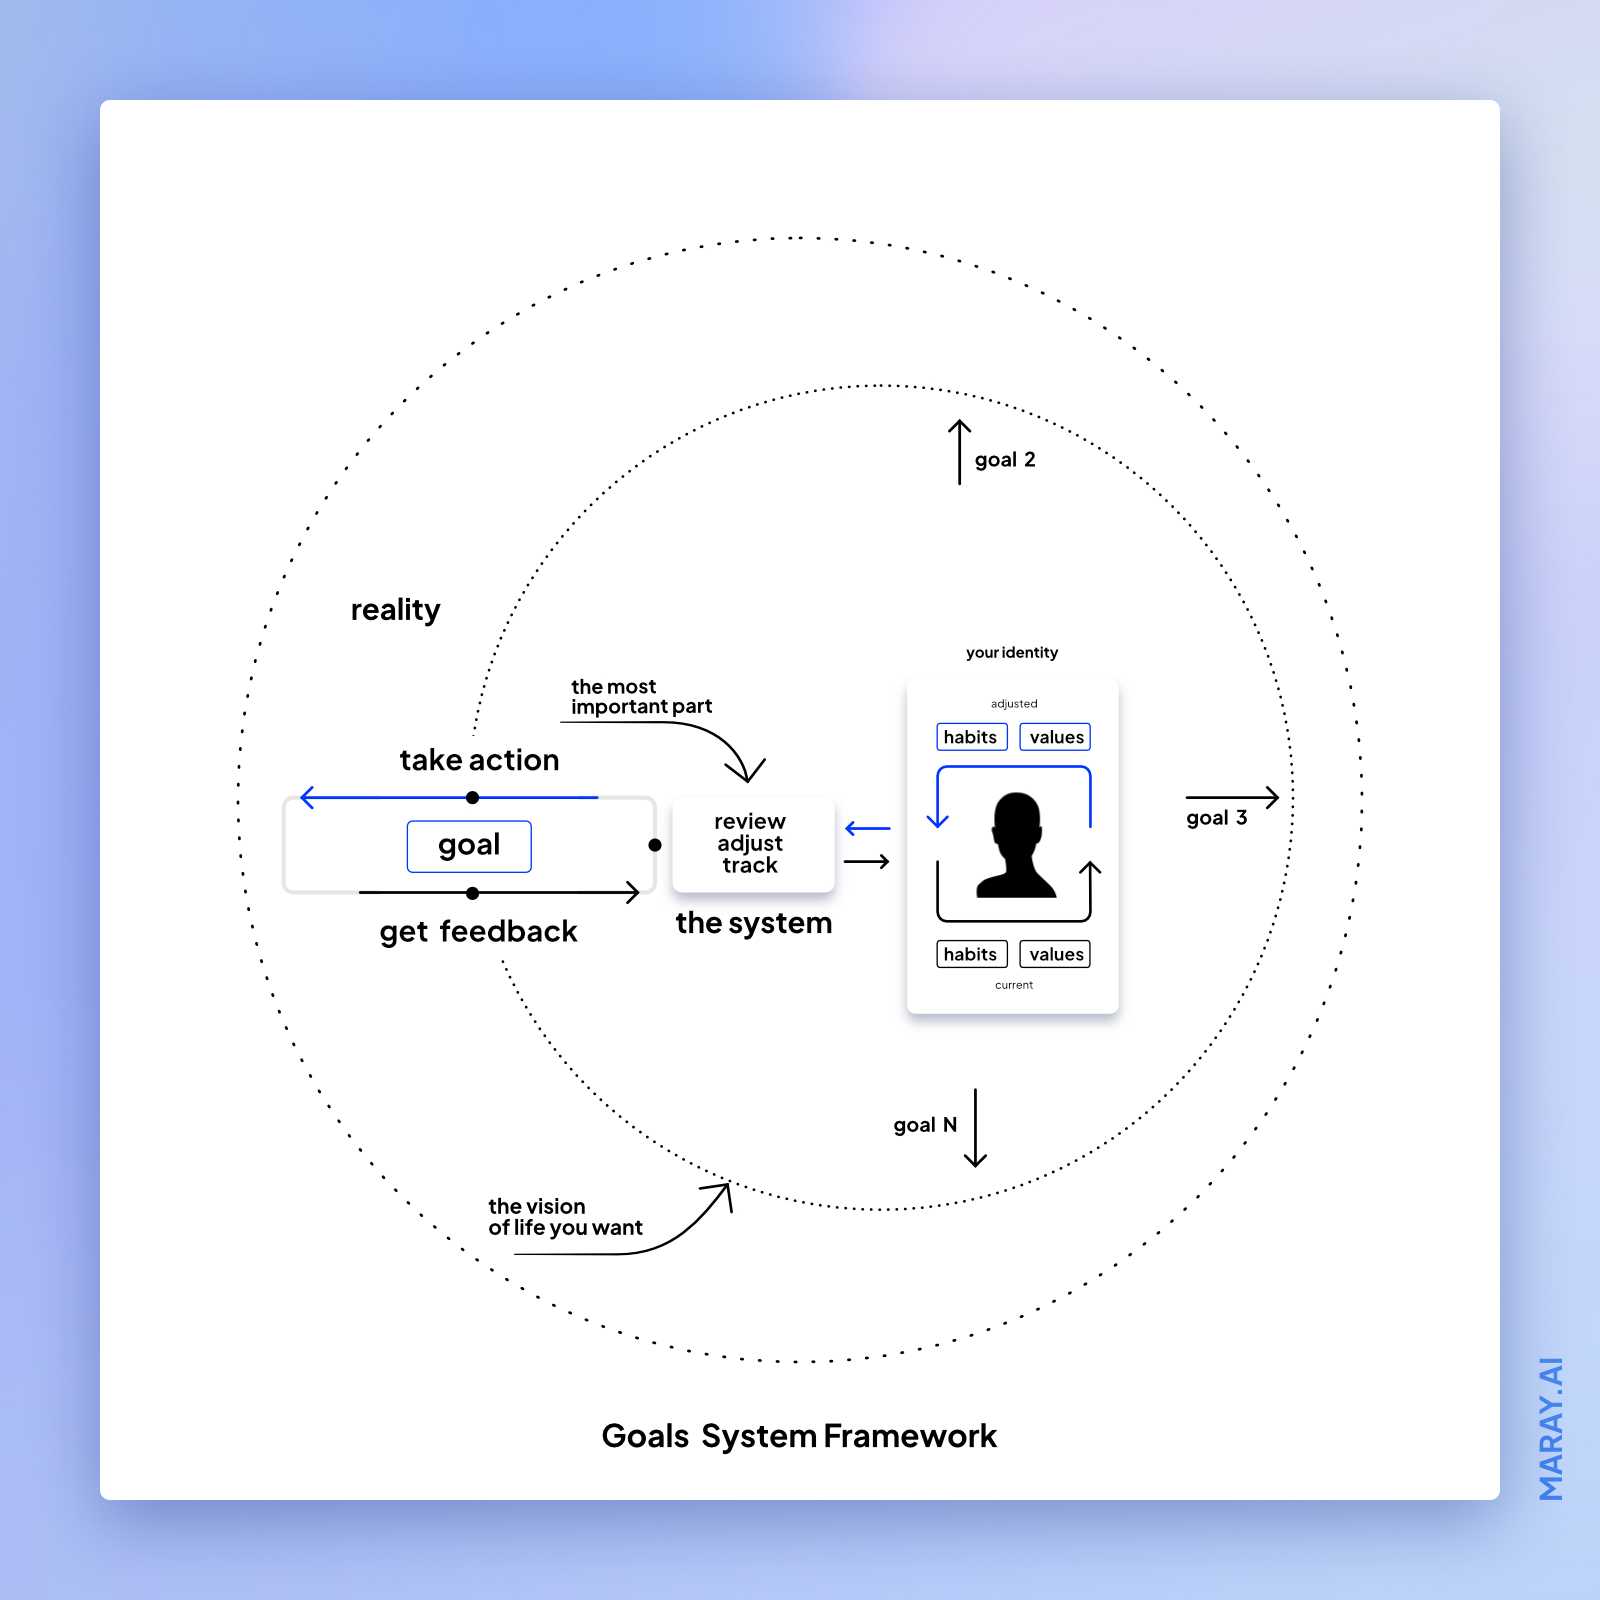 goal 2
reality
your identity
the most
important part
adjusted
habits values
take action
goal
review
adjust
track
goal 3
the system
get feedback
habits values
current
goal N
the vision
of life you want
Goals System Framework
MARAY.AI